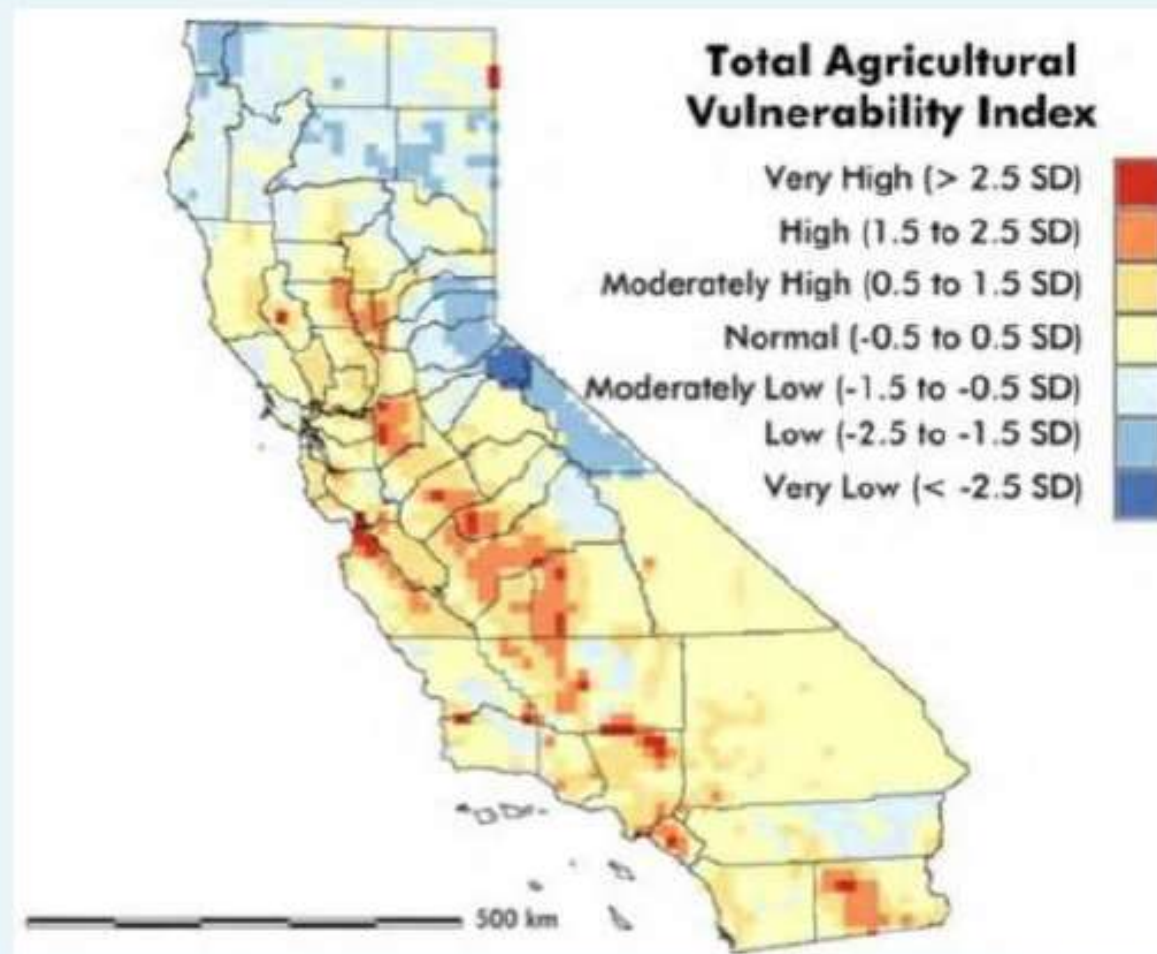 Total Agricultural
Vulnerability Index
Very High (> 2.5 SD)
High (1.5 to 2.5 SD)
Moderately High (0.5 to 1.5 SD)
Normal (-0.5 to 0.5 SD)
Moderately Low (-1.5 to -0.5 SD)
Low (-2.5 to -1.5 SD)
Very Low (< -2.5 SD)
500 km